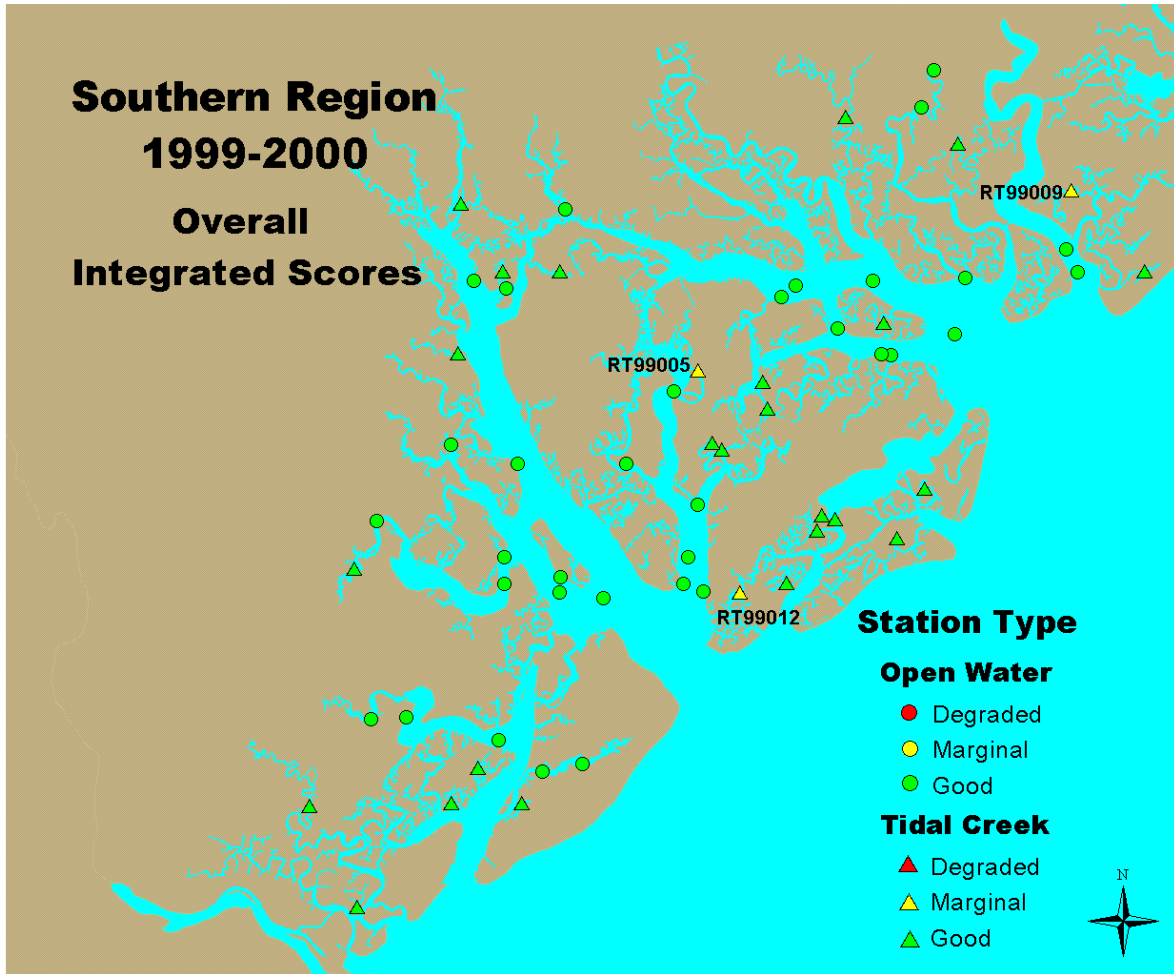 Southern Region
1999-2000
Overall
Integrated Scores
RT99009
RT99005
RT99012
Station Type
Open Water
Degraded
Marginal
Good
Tidal Creek
Degraded
Marginal
Good
N